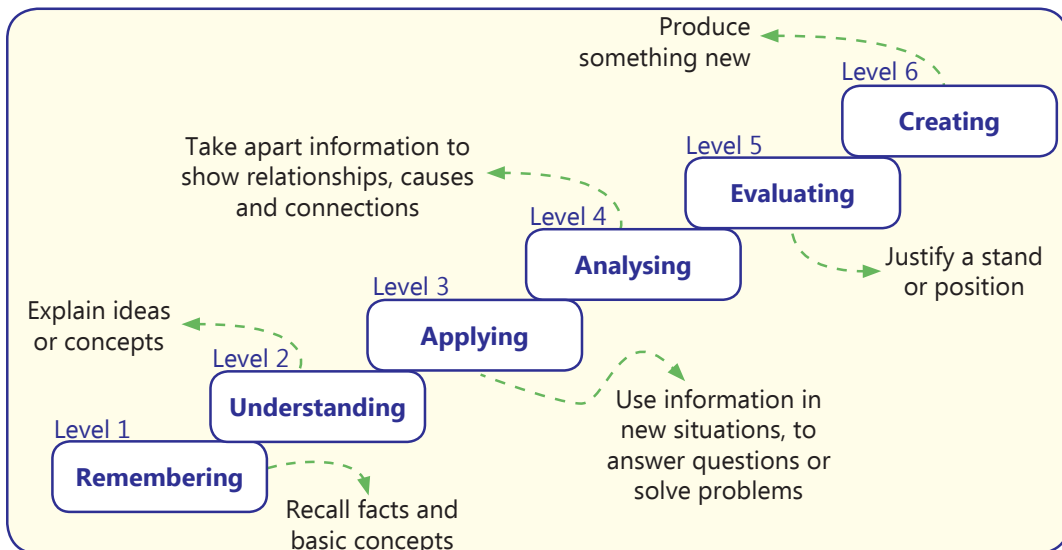 Produce
something new
Level 6
Creating
Take apart information to
show relationships, causes
and connections
Level 5
Evaluating
Level 4
Analysing
Justify a stand
or position
Level 3
Applying
Explain ideas
or concepts
Level 2
Understanding
Use information in
new situations, to
answer questions or
solve problems
Level 1
Remembering
Recall facts and
basic concepts